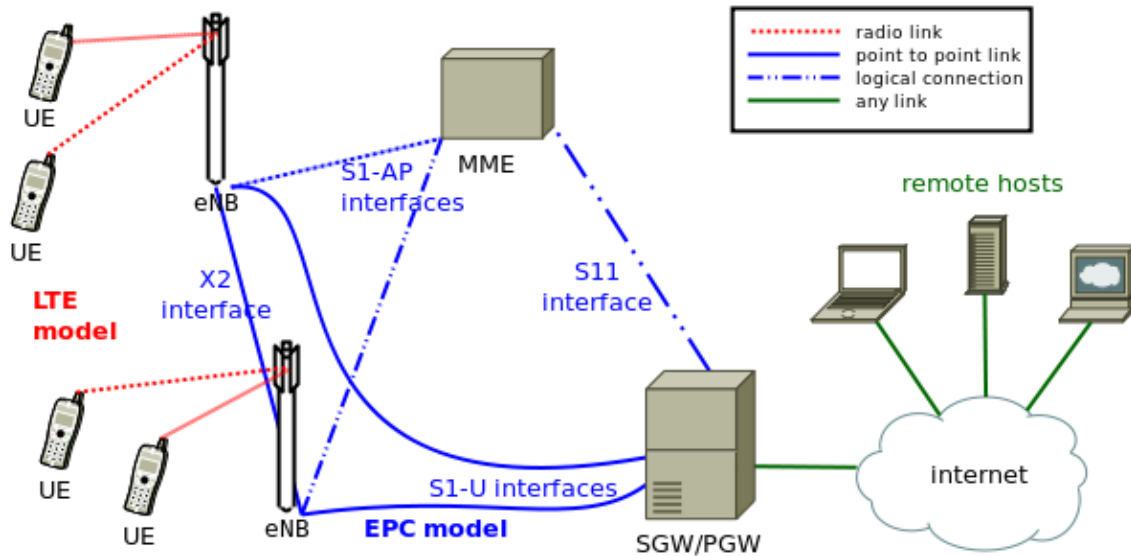 radio link
point to point link
logical connection
any link
UE
UE
eNB
MME
S1-AP
interfaces
remote hosts
X2
interface
S11
interface
LTE
model
UE
UE
eNB
S1-U interfaces
EPC model
SGW/PGW
internet